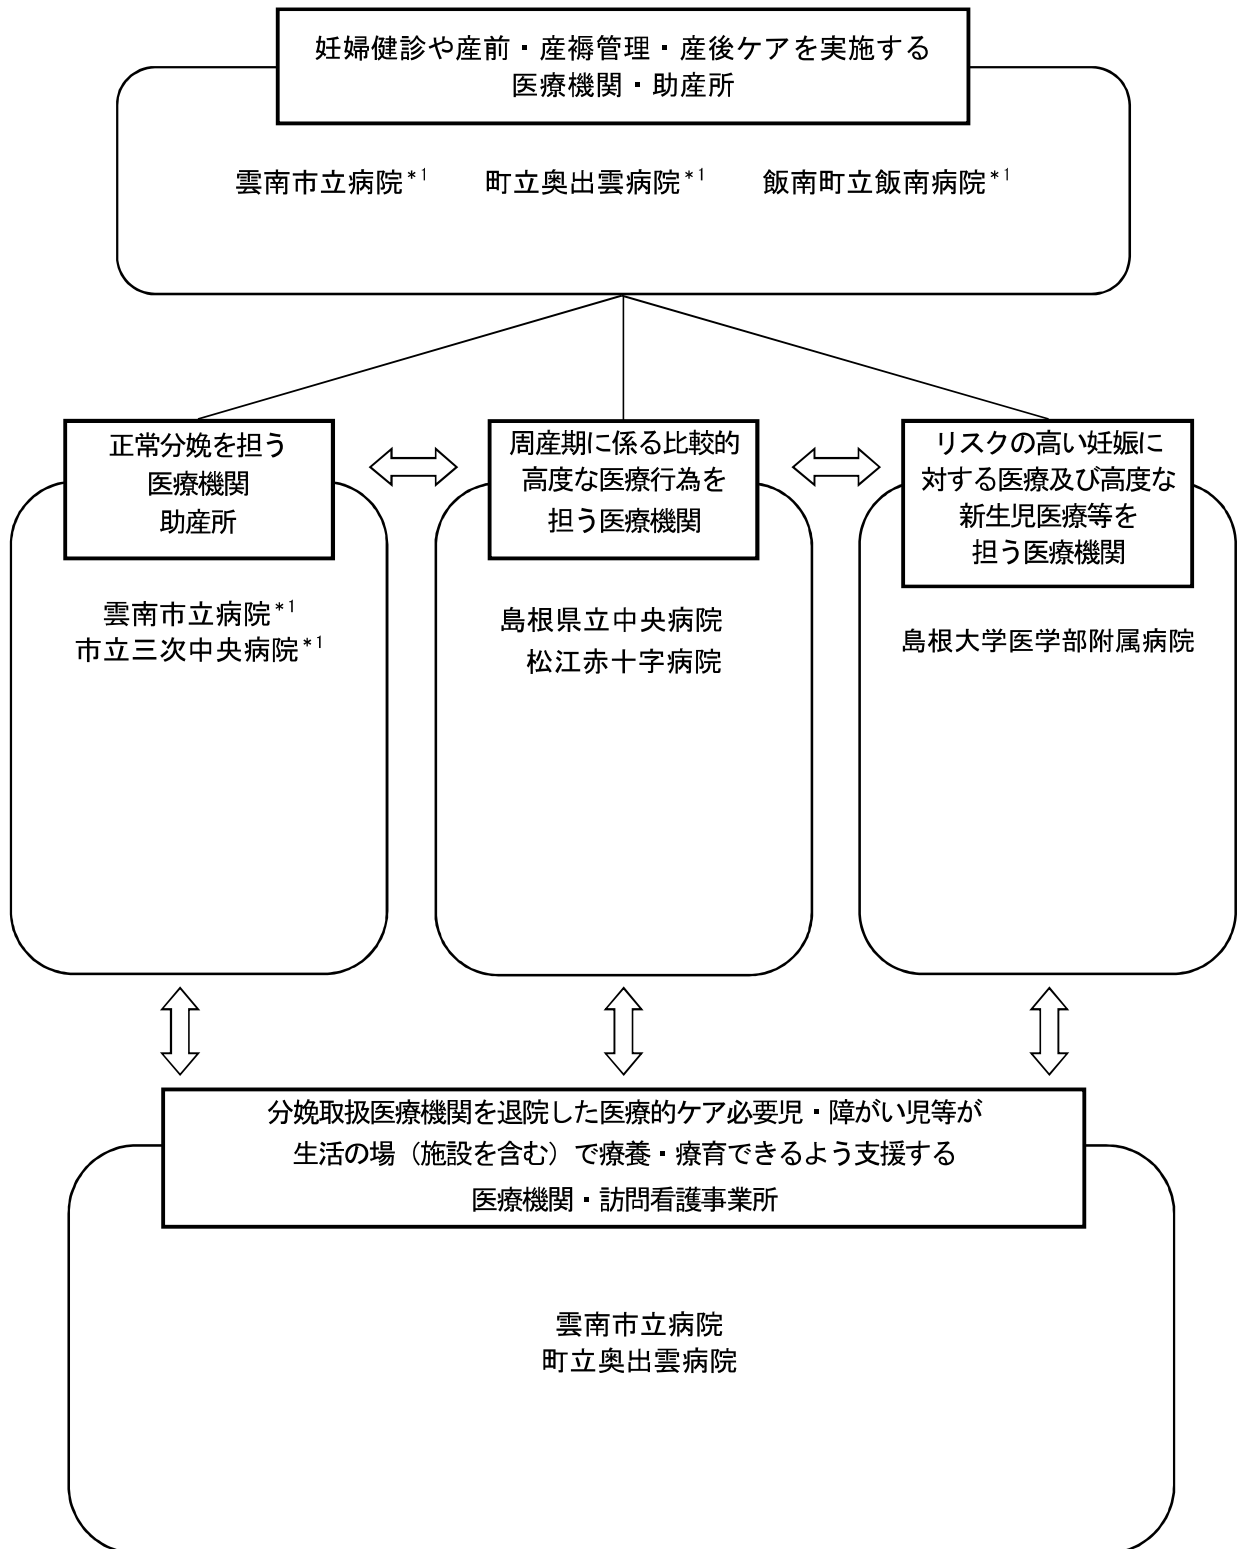 妊婦健診や産前・産褥管理・産後ケアを実施する
医療機関・助産所
雲南市立病院*1 町立奥出雲病院*1 飯南町立飯南病院*1
正常分娩を担う
医療機関
助産所
雲南市立病院*1
市立三次中央病院*1
周産期に係る比較的
高度な医療行為を
担う医療機関
島根県立中央病院
松江赤十字病院
リスクの高い妊娠に
対する医療及び高度な
新生児医療等を
担う医療機関
島根大学医学部附属病院
分娩取扱医療機関を退院した医療的ケア必要児・障がい児等が
生活の場（施設を含む）で療養・療育できるよう支援する
医療機関・訪問看護事業所
雲南市立病院
町立奥出雲病院